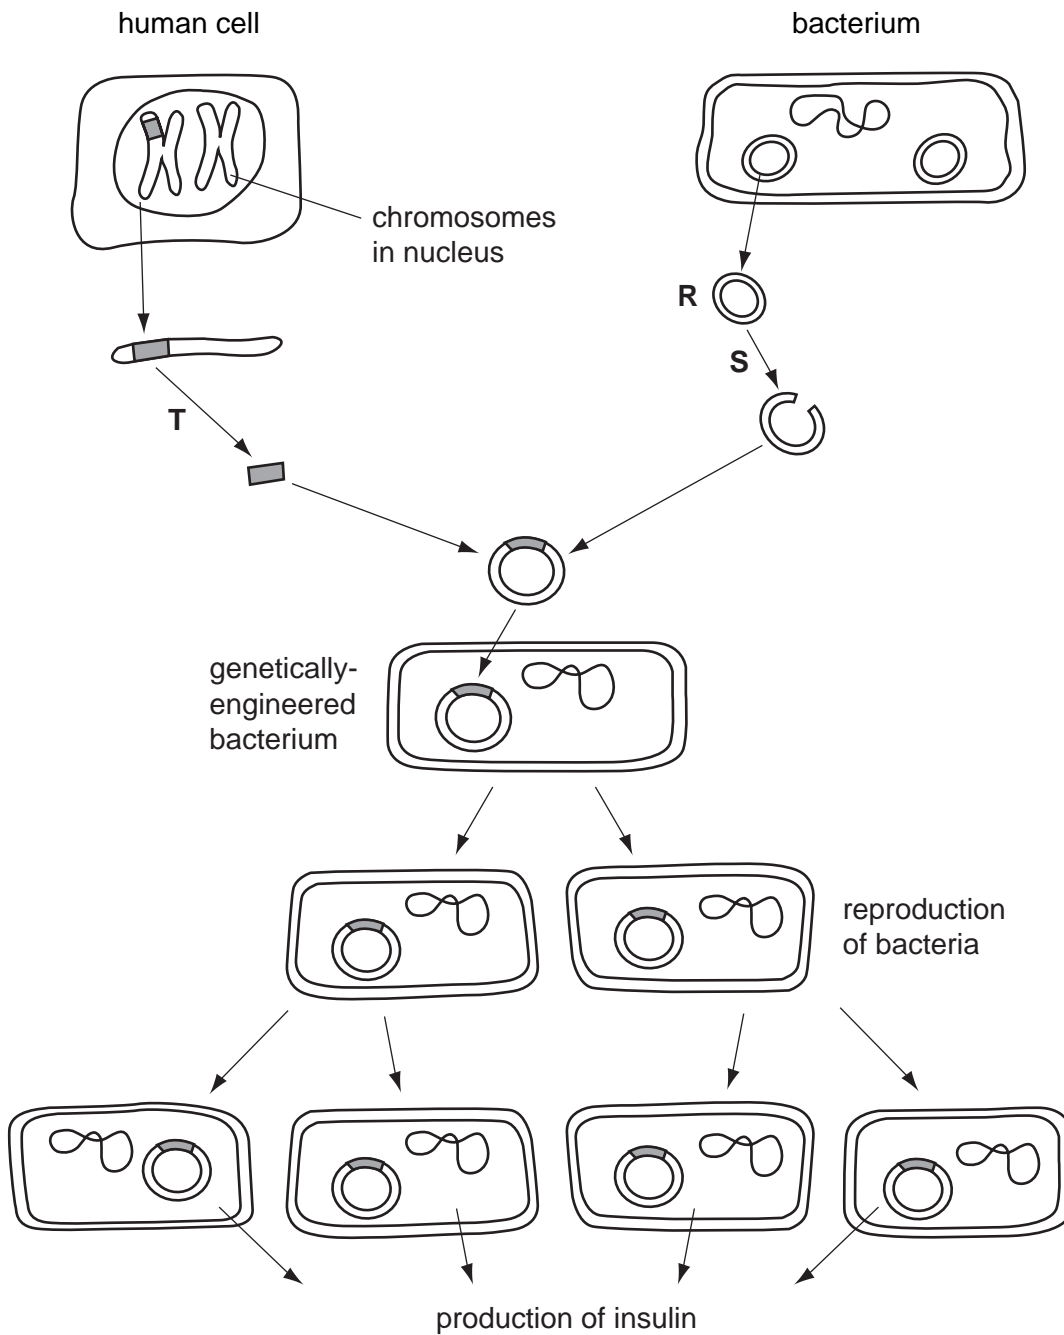 human cell
bacterium
chromosomes
in nucleus
R
S
T
genetically-
engineered
bacterium
reproduction
of bacteria
production of insulin